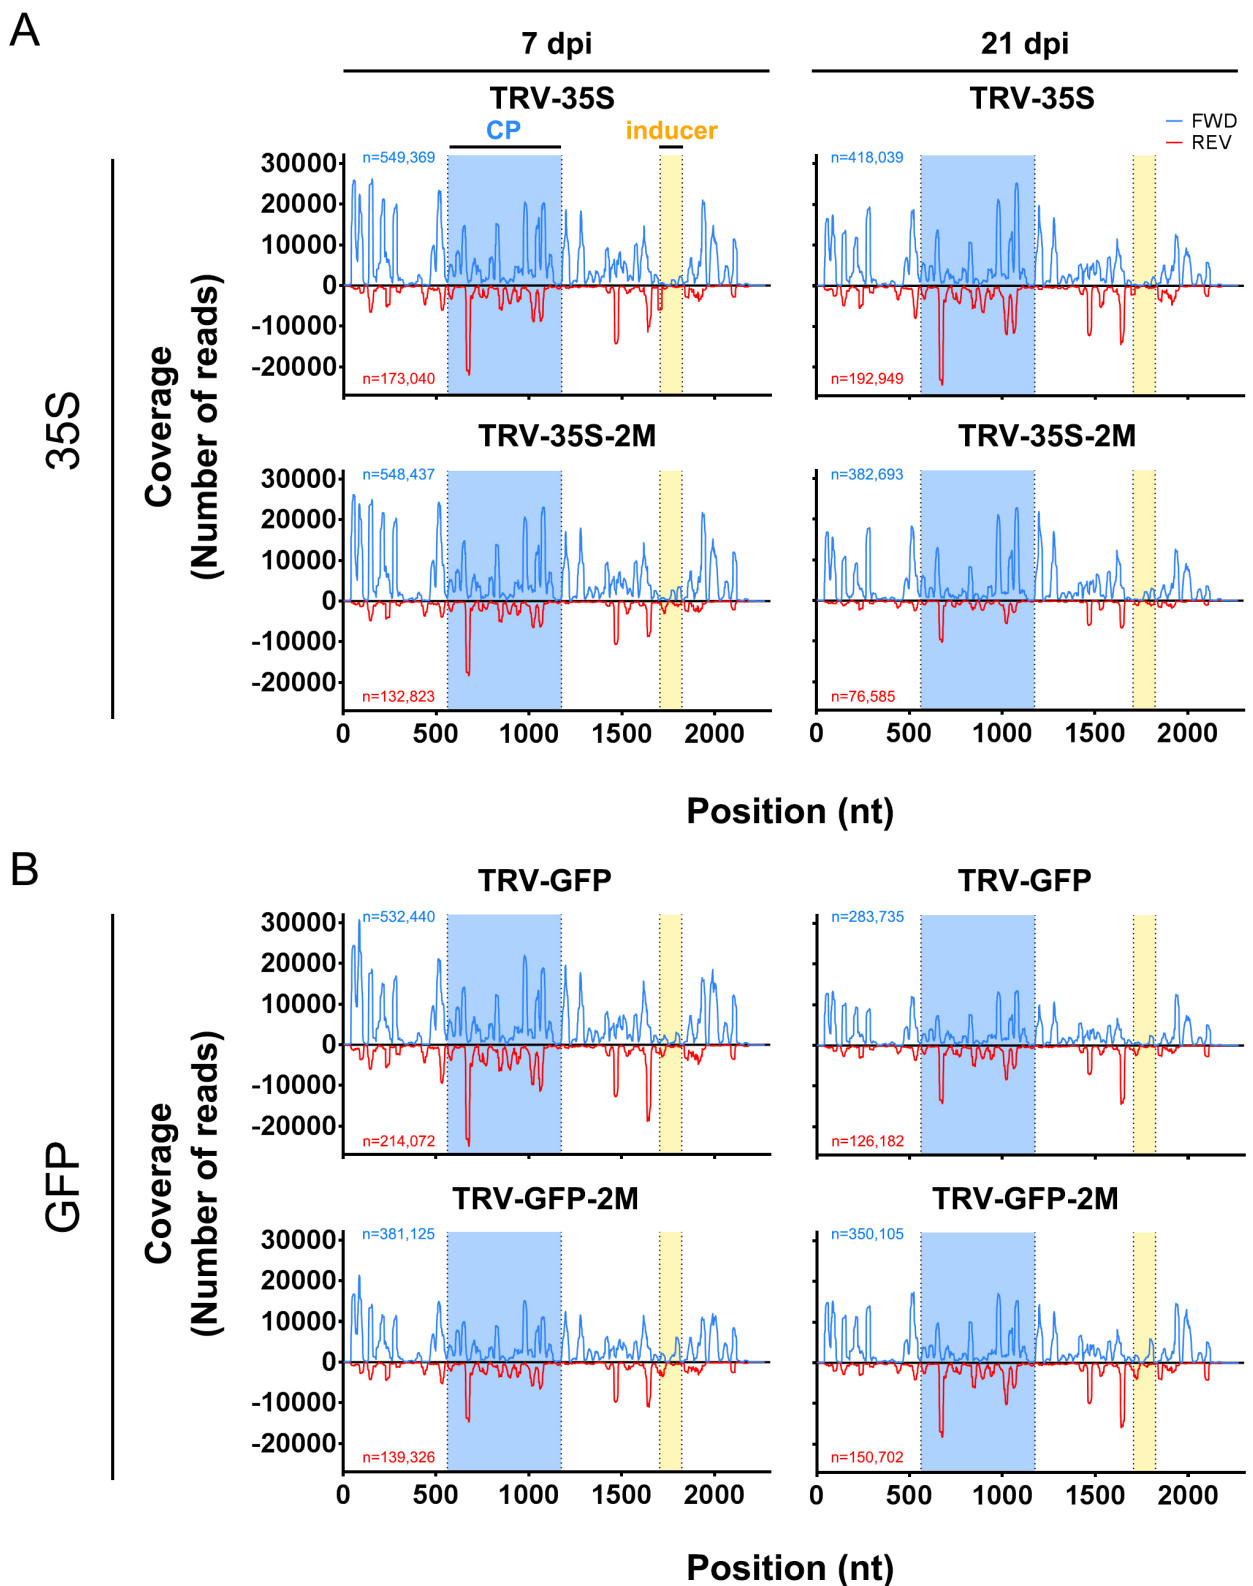 A
7 dpi
21 dpi
TRV-35S
TRV-35S
CP
inducer
FWD
REV
35S
Coverage
(Number of reads)
30000
20000
10000
0
-10000
-20000
n=549,369
n=173,040
n=418,039
n=192,949
TRV-35S-2M
TRV-35S-2M
30000
20000
10000
0
-10000
-20000
n=548,437
n=132,823
n=382,693
n=76,585
0 500 1000 1500 2000
0 500 1000 1500 2000
Position (nt)
B
TRV-GFP
TRV-GFP
GFP
Coverage
(Number of reads)
30000
20000
10000
0
-10000
-20000
n=532,440
n=214,072
n=283,735
n=126,182
TRV-GFP-2M
TRV-GFP-2M
30000
20000
10000
0
-10000
-20000
n=381,125
n=139,326
n=350,105
n=150,702
0 500 1000 1500 2000
0 500 1000 1500 2000
Position (nt)